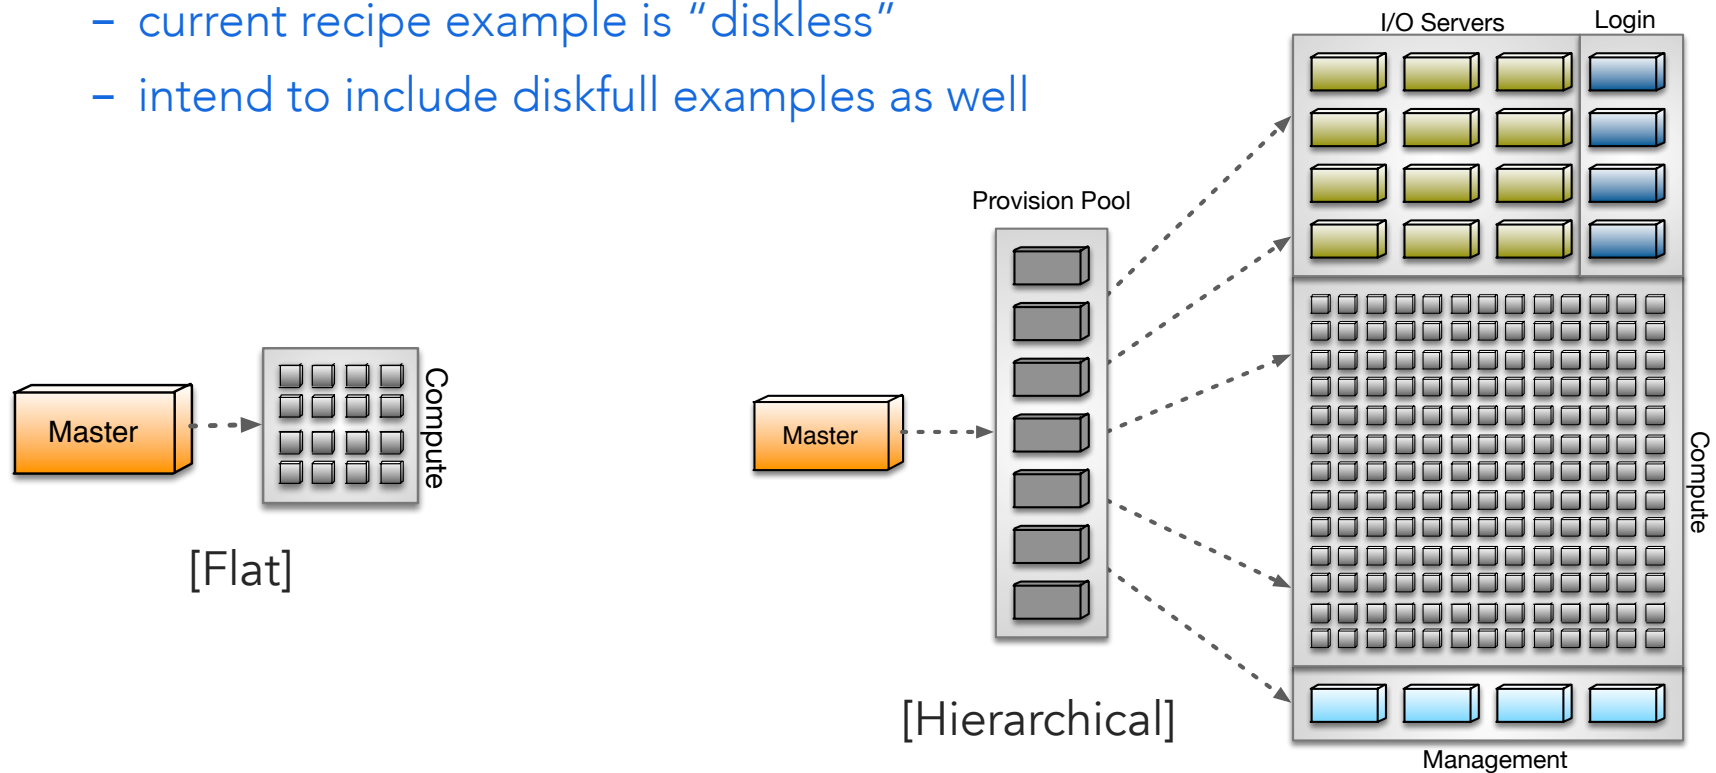 – current recipe example is “diskless”
– intend to include diskfull examples as well
I/O Servers
Login
Provision Pool
Master
Compute
[Flat]
Master
Compute
[Hierarchical]
Management